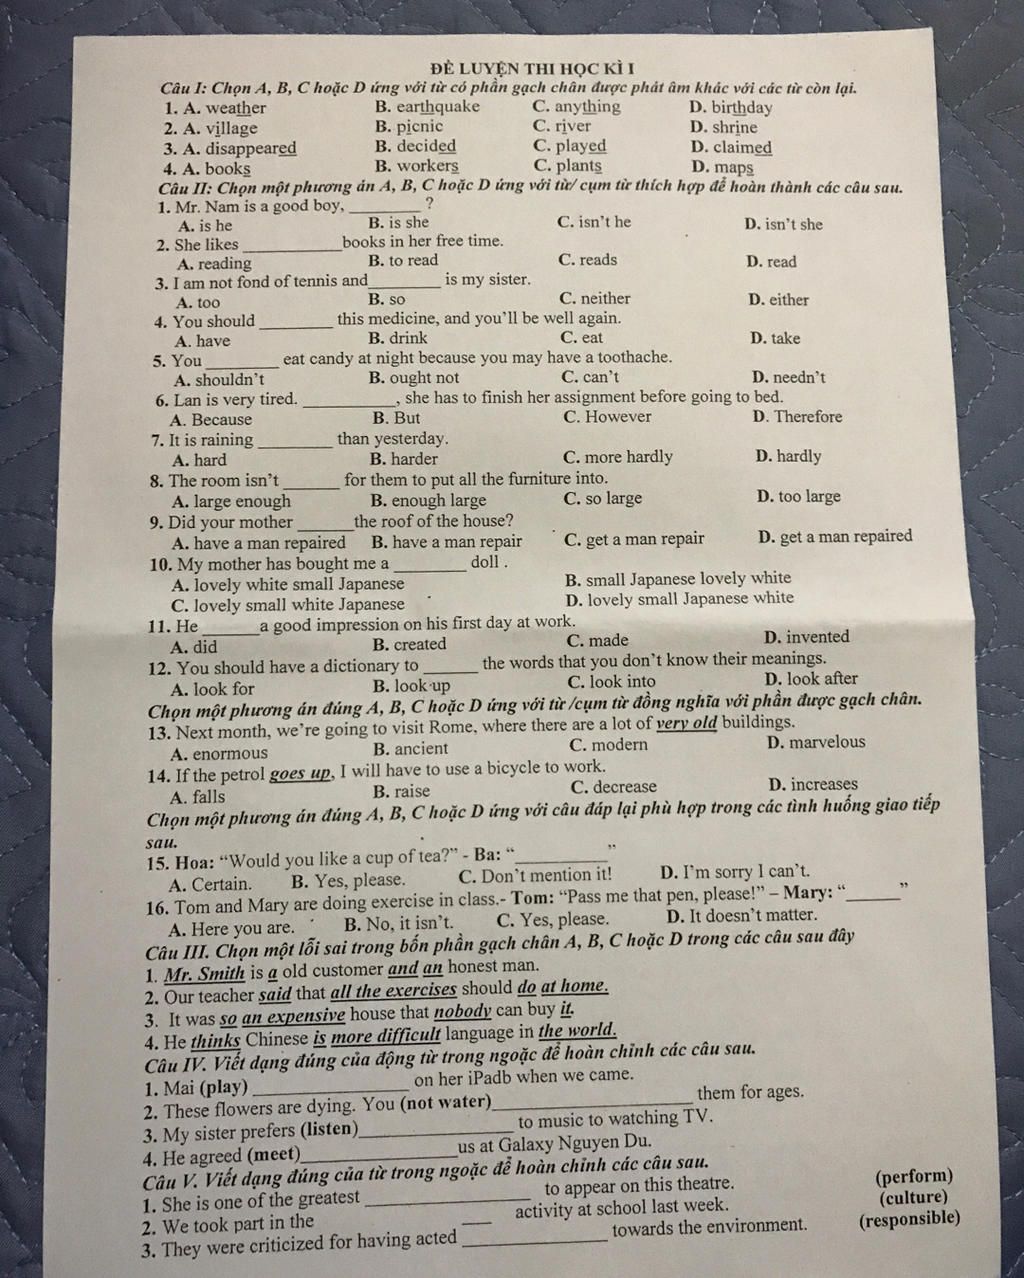 ĐỀ LUYỆN THI HỌC KÌ I
Câu I: Chọn A, B, C hoặc D ứng với từ có phần gạch chân được phát âm khác với các từ còn lại.
1. A. weather B. earthquake C. anything D. birthday
2. A. village B. picnic C. river D. shrine
3. A. disappeared B. decided C. played D. claimed
4. A. books B. workers C. plants D. maps
Câu II: Chọn một phương án A, B, C hoặc D ứng với từ/ cụm từ thích hợp để hoàn thành các câu sau.
1. Mr. Nam is a good boy, ________ ?
A. is he B. is she C. isn't he D. isn't she
2. She likes ___________books in her free time.
A. reading B. to read C. reads D. read
3. I am not fond of tennis and________ is my sister.
A. too B. so C. neither D. either
4. You should ________ this medicine, and you'll be well again.
A. have B. drink C. eat D. take
5. You ________ eat candy at night because you may have a toothache.
A. shouldn't B. ought not C. can't D. needn't
6. Lan is very tired. __________, she has to finish her assignment before going to bed.
A. Because B. But C. However D. Therefore
7. It is raining ________ than yesterday.
A. hard B. harder C. more hardly D. hardly
8. The room isn't ______ for them to put all the furniture into.
A. large enough B. enough large C. so large D. too large
9. Did your mother ______the roof of the house?
A. have a man repaired B. have a man repair C. get a man repair D. get a man repaired
10. My mother has bought me a ________ doll .
A. lovely white small Japanese B. small Japanese lovely white
C. lovely small white Japanese D. lovely small Japanese white
11. He ______a good impression on his first day at work.
A. did B. created C. made D. invented
12. You should have a dictionary to ______ the words that you don't know their meanings.
A. look for B. look up C. look into D. look after
Chọn một phương án đúng A, B, C hoặc D ứng với từ /cụm từ đồng nghĩa với phần được gạch chân.
13. Next month, we're going to visit Rome, where there are a lot of very old buildings.
A. enormous B. ancient C. modern D. marvelous
14. If the petrol goes up, I will have to use a bicycle to work.
A. falls B. raise C. decrease D. increases
Chọn một phương án đúng A, B, C hoặc D ứng với câu đáp lại phù hợp trong các tình huống giao tiếp
sau.
15. Hoa: "Would you like a cup of tea?" - Ba: "__________"
A. Certain. B. Yes, please. C. Don't mention it! D. I'm sorry I can't.
16. Tom and Mary are doing exercise in class.- Tom: "Pass me that pen, please!" – Mary: "______"
A. Here you are. B. No, it isn't. C. Yes, please. D. It doesn't matter.
Câu III. Chọn một lỗi sai trong bốn phần gạch chân A, B, C hoặc D trong các câu sau đây
1. Mr. Smith is a old customer and an honest man.
2. Our teacher said that all the exercises should do at home.
3. It was so an expensive house that nobody can buy it.
4. He thinks Chinese is more difficult language in the world.
Câu IV. Viết dạng đúng của động từ trong ngoặc để hoàn chỉnh các câu sau.
1. Mai (play) _________________ on her iPadb when we came.
2. These flowers are dying. You (not water)______________________ them for ages.
3. My sister prefers (listen)_________________ to music to watching TV.
4. He agreed (meet)_________________us at Galaxy Nguyen Du.
Câu V. Viết dạng đúng của từ trong ngoặc để hoàn chỉnh các câu sau.
1. She is one of the greatest __________________ to appear on this theatre. (perform)
2. We took part in the ___ activity at school last week. (culture)
3. They were criticized for having acted ________________ towards the environment. (responsible)